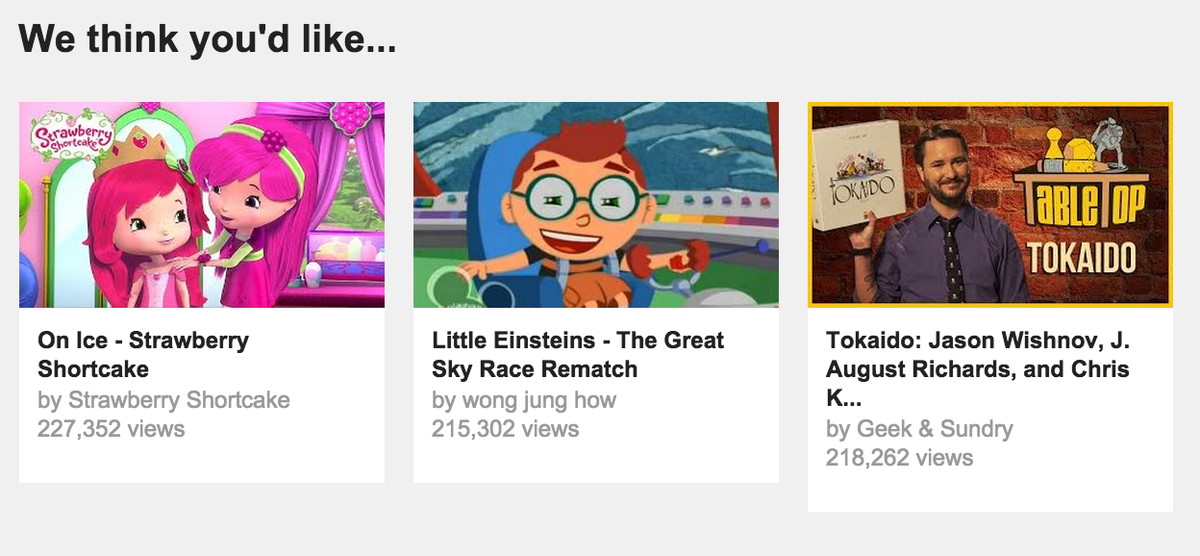 We think you'd like...
Strawberry
Shortcake
TOKAIDO
TABLETOP
TOKAIDO
On Ice - Strawberry
Shortcake
by Strawberry Shortcake
227,352 views
Little Einsteins - The Great
Sky Race Rematch
by wong jung how
215,302 views
Tokaido: Jason Wishnov, J.
August Richards, and Chris
K...
by Geek & Sundry
218,262 views